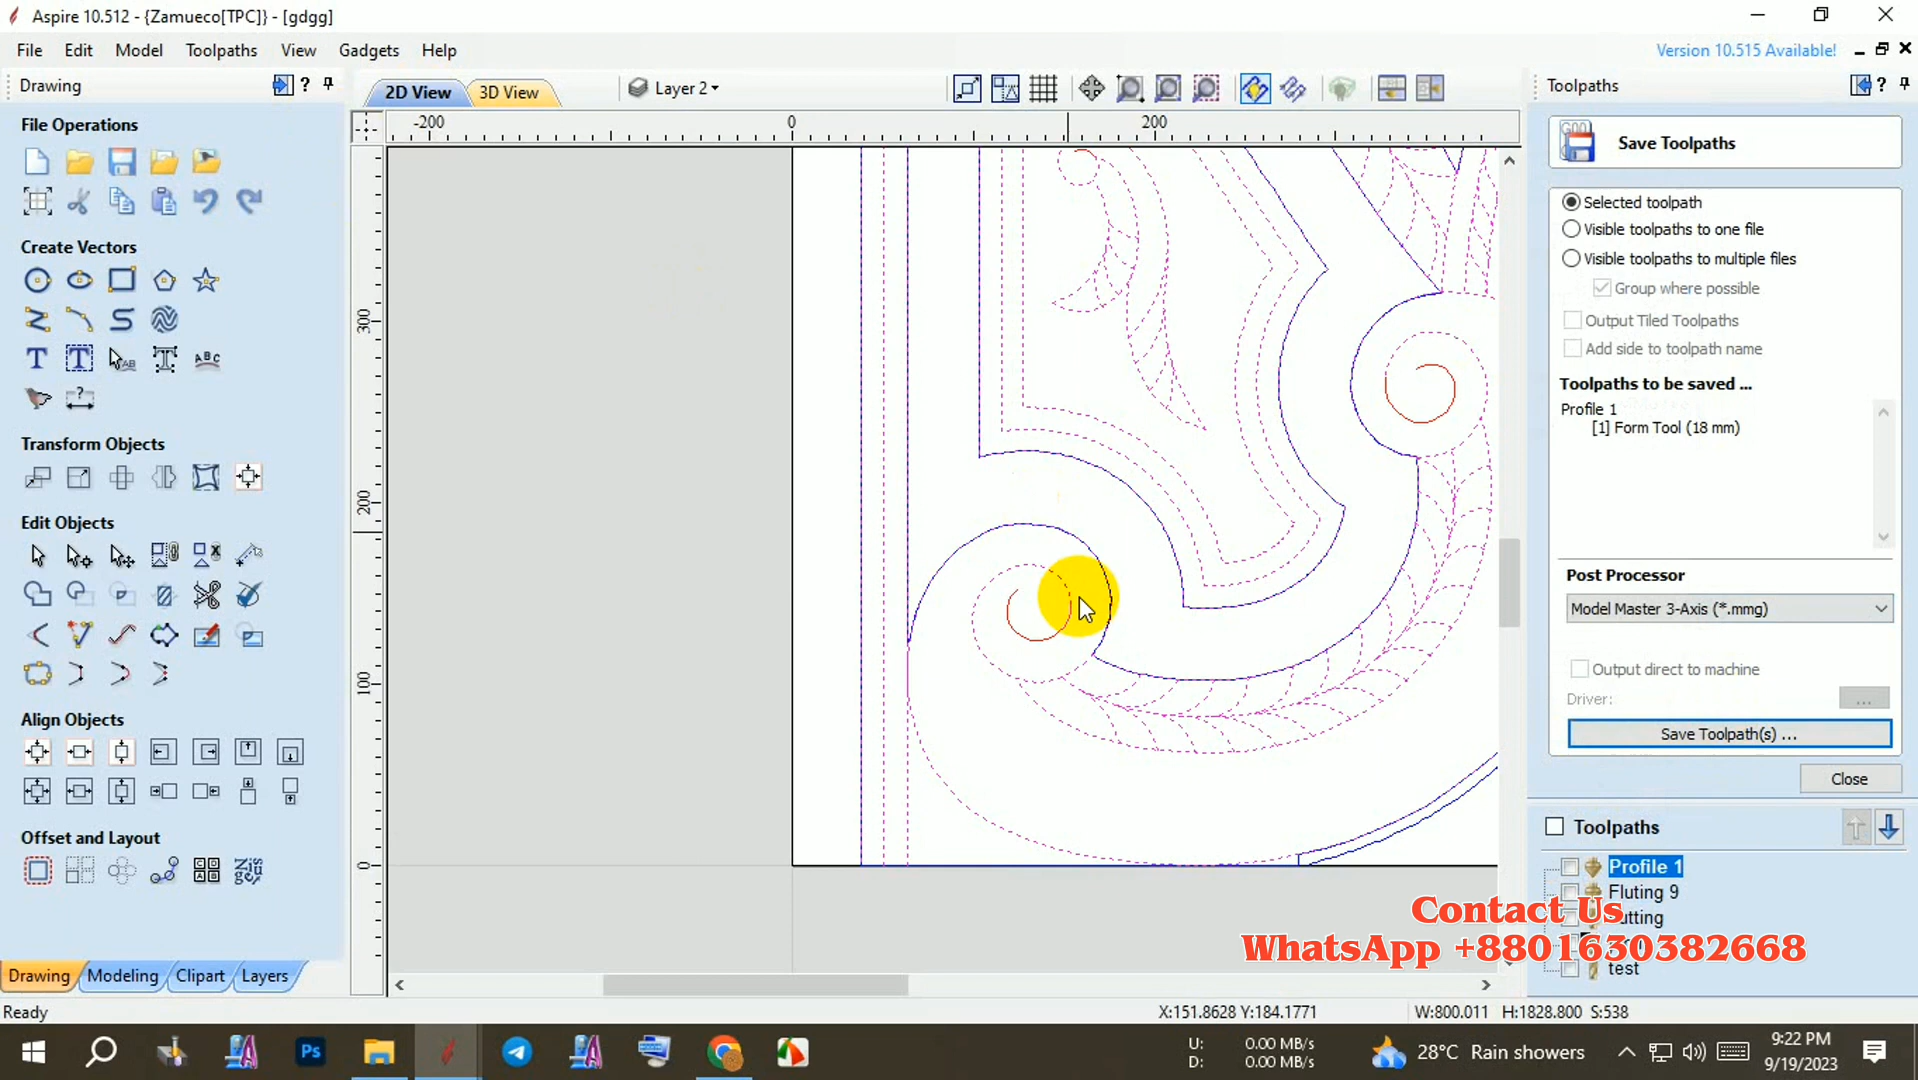 Aspire 10.512 - {Zamueco[TPC]} - [gdgg]
File Edit Model Toolpaths View Gadgets Help
Version 10.515 Available!
Drawing
2D View 3D View
Layer 2
Toolpaths
File Operations
-200 0 200
Save Toolpaths
Selected toolpath
Visible toolpaths to one file
Visible toolpaths to multiple files
Group where possible
Output Tiled Toolpaths
Add side to toolpath name
Create Vectors
Toolpaths to be saved ...
Profile 1
[1] Form Tool (18 mm)
300
200
100
0
Transform Objects
Edit Objects
Post Processor
Model Master 3-Axis (*.mmg)
Output direct to machine
Driver:
...
Save Toolpath(s) ...
Close
Align Objects
Offset and Layout
Toolpaths
Profile 1
Fluting 9
test
Contact Us
WhatsApp +8801630382668
Drawing Modeling Clipart Layers
Ready
X:151.8628 Y:184.1771
W:800.011 H:1828.800 S:538
Ps
U: 0.00 MB/s
D: 0.00 MB/s
28°C Rain showers
9:22 PM
9/19/2023